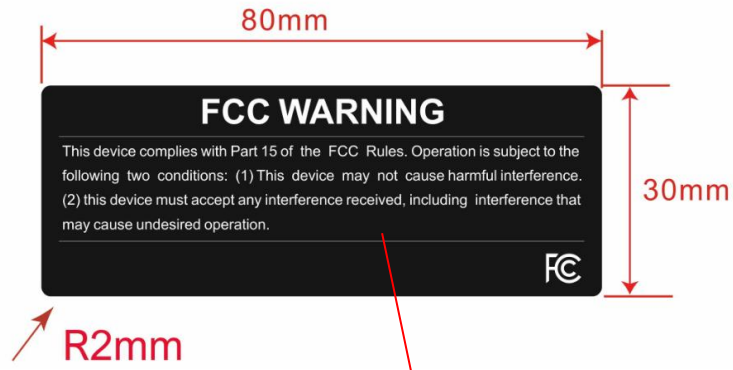 80mm
FCC WARNING
This device complies with Part 15 of the FCC Rules. Operation is subject to the
following two conditions: (1) This device may not cause harmful interference.
(2) this device must accept any interference received, including interference that
may cause undesired operation.
30mm
FC
R2mm